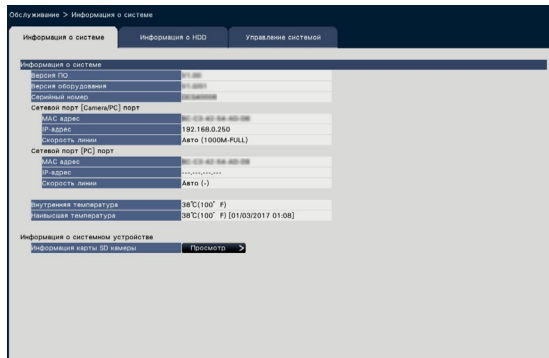 Обслуживание > Информация о системе
Информация о системе Информация о HDD Управление системой
Информация о системе
Версия ПО
Версия оборудования
Серийный номер
Сетевой порт [Camera/PC] порт
MAC адрес
IP-адрес 192.168.0.250
Скорость линии Авто (1000M-FULL)
Сетевой порт [PC] порт
MAC адрес
IP-адрес ---.---.---.---
Скорость линии Авто (-)
Внутренняя температура 38℃(100° F)
Наивысшая температура 38℃(100° F) [01/03/2017 01:08]
Информация о системном устройстве
Информация карты SD камеры Просмотр >